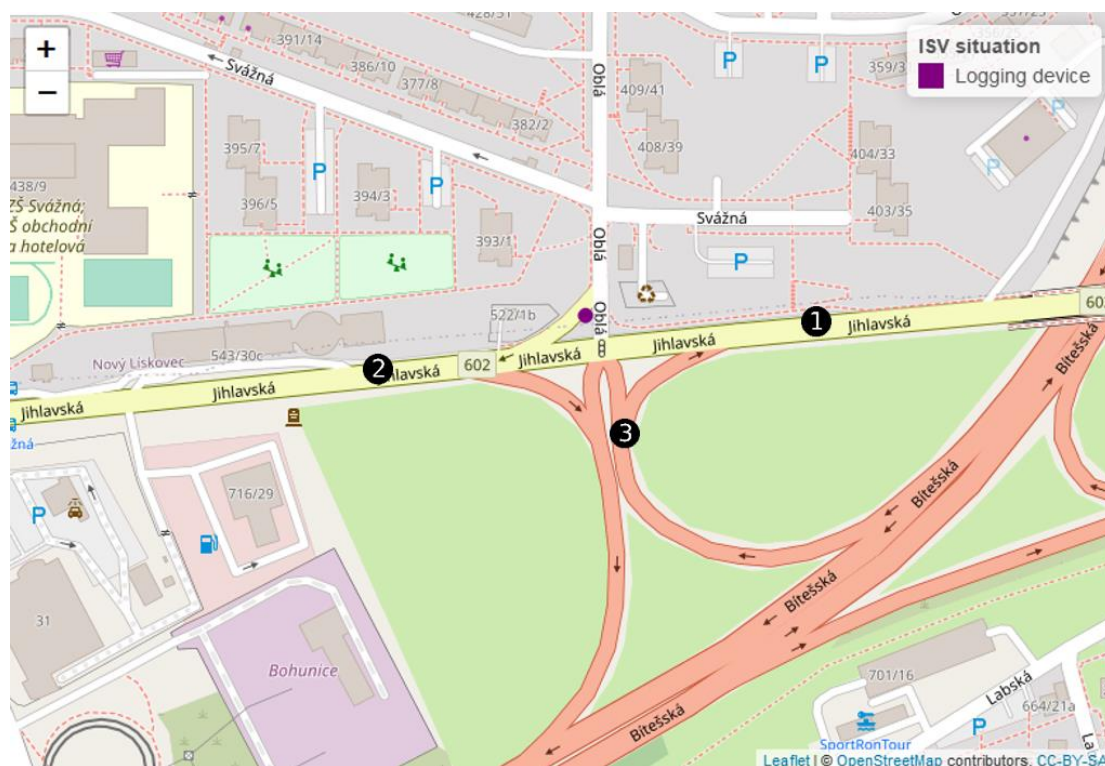 +
−
ISV situation
Logging device
428/31
391/14
386/10
377/8
382/2
Svážná
Oblá
409/41
408/39
P
P
404/33
403/35
P
P
395/7
396/5
P
394/3
P
393/1
438/9
ZŠ Svážná;
Š obchodní
a hotelová
Svážná
P
Oblá
Oblá
522/1b
1
Jihlavská
Jihlavská
Jihlavská
602
Nový Lískovec
543/30c
2
Jihlavská
602
Jihlavská
Jihlavská
žná
3
Bítešská
Bítešská
Bítešská
Bítešská
P
716/29
31
Bohunice
701/16
Labská
664/21a
P
SportRonTour
Leaflet | © OpenStreetMap contributors, CC-BY-SA